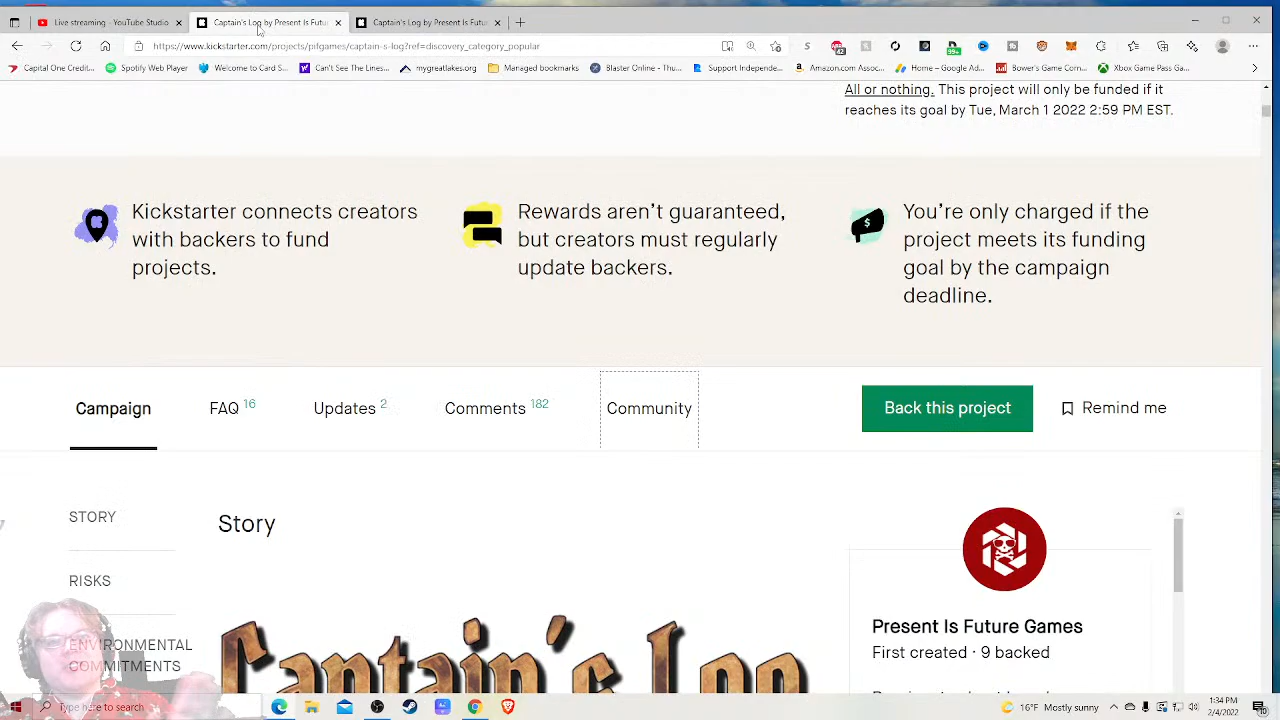 Live streaming - YouTube Studio
Captain's Log by Present Is Futur
Captain's Log by Present Is Futur
https://www.kickstarter.com/projects/pifgames/captain-s-log?ref=discovery_category_popular
Capital One Credit...
Spotify Web Player
Welcome to Card S...
Can't See The Cines...
mygreatlakes.org
Managed bookmarks
Blaster Online - Thu...
Support Independe...
Amazon.com Assoc...
Home - Google Ad...
Bower's Game Corn...
Xbox Game Pass Ga...
All or nothing. This project will only be funded if it
reaches its goal by Tue, March 1 2022 2:59 PM EST.
Kickstarter connects creators
with backers to fund
projects.
Rewards aren't guaranteed,
but creators must regularly
update backers.
You're only charged if the
project meets its funding
goal by the campaign
deadline.
Campaign
FAQ 16
Updates 2
Comments 182
Community
Back this project
Remind me
STORY
RISKS
ENVIRONMENTAL
COMMITMENTS
Story
Captain's Log
Present Is Future Games
First created · 9 backed
Type here to search
16°F Mostly sunny
1:34 PM
2/4/2022